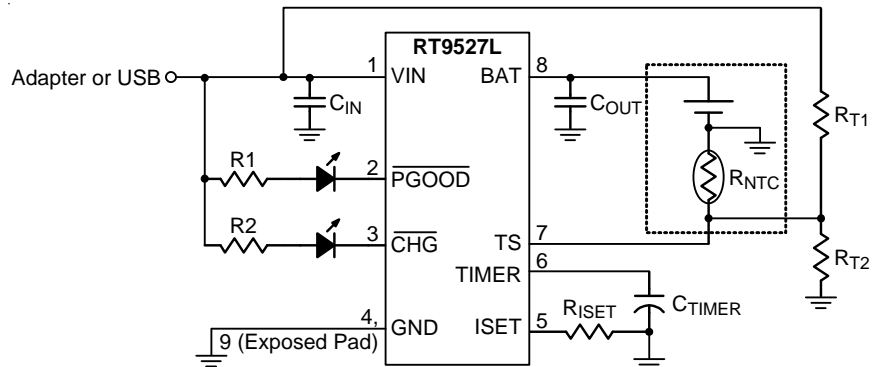 RT9527L
Adapter or USB
1
VIN
BAT
8
C_IN
C_OUT
R_T1
R1
2
PGOOD
R_NTC
R2
3
CHG
TS
7
R_T2
TIMER
6
R_ISET
C_TIMER
4,
GND
ISET
5
9 (Exposed Pad)